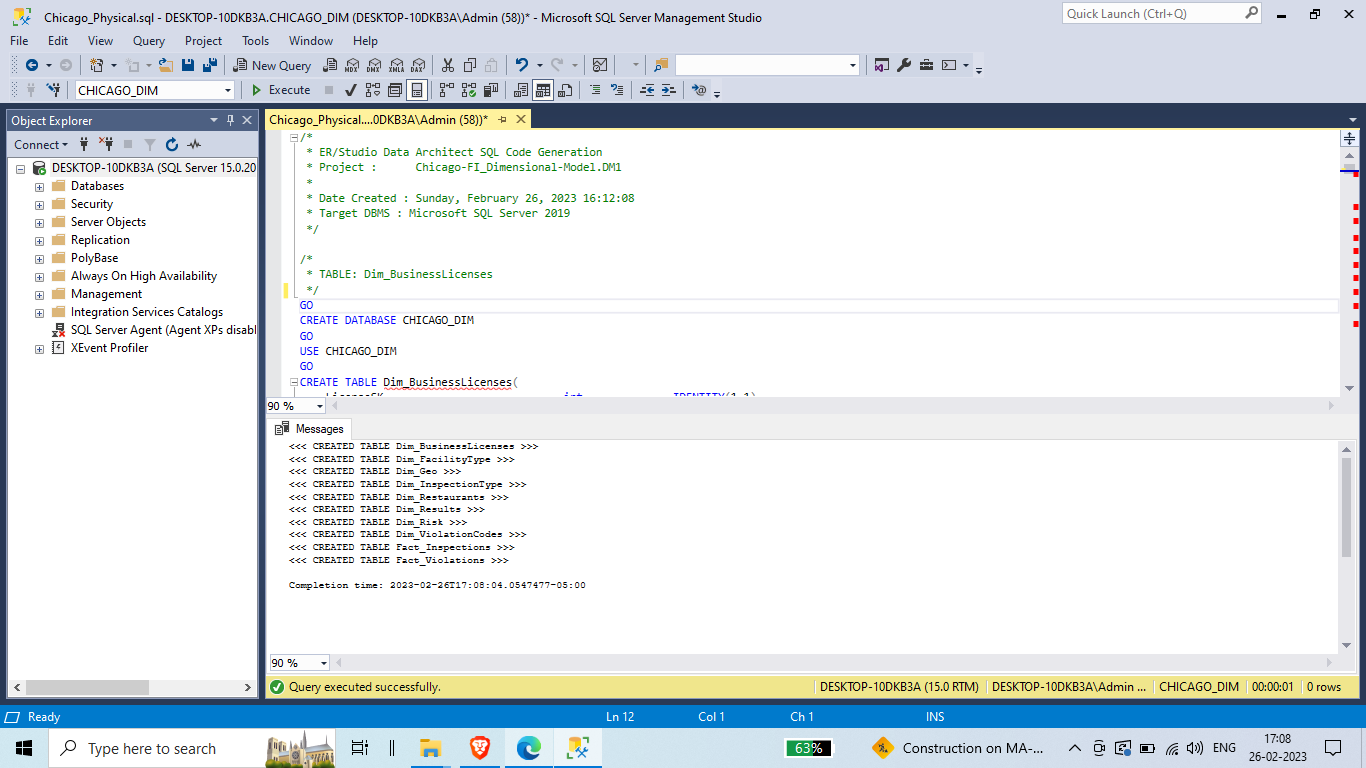 Chicago_Physical.sql - DESKTOP-10DKB3A.CHICAGO_DIM (DESKTOP-10DKB3A\Admin (58))* - Microsoft SQL Server Management Studio
Quick Launch (Ctrl+Q)
File Edit View Query Project Tools Window Help
New Query MDX DMX XMLA DAX
CHICAGO_DIM Execute
Object Explorer
Connect
DESKTOP-10DKB3A (SQL Server 15.0.20
Databases
Security
Server Objects
Replication
PolyBase
Always On High Availability
Management
Integration Services Catalogs
SQL Server Agent (Agent XPs disabl
XEvent Profiler
Chicago_Physical....0DKB3A\Admin (58))*
/*
* ER/Studio Data Architect SQL Code Generation
* Project : Chicago-FI_Dimensional-Model.DM1
*
* Date Created : Sunday, February 26, 2023 16:12:08
* Target DBMS : Microsoft SQL Server 2019
*/
/*
* TABLE: Dim_BusinessLicenses
*/
GO
CREATE DATABASE CHICAGO_DIM
GO
USE CHICAGO_DIM
GO
CREATE TABLE Dim_BusinessLicenses(
LicenseSK int IDENTITY(1,1)
90 %
Messages
<<< CREATED TABLE Dim_BusinessLicenses >>>
<<< CREATED TABLE Dim_FacilityType >>>
<<< CREATED TABLE Dim_Geo >>>
<<< CREATED TABLE Dim_InspectionType >>>
<<< CREATED TABLE Dim_Restaurants >>>
<<< CREATED TABLE Dim_Results >>>
<<< CREATED TABLE Dim_Risk >>>
<<< CREATED TABLE Dim_ViolationCodes >>>
<<< CREATED TABLE Fact_Inspections >>>
<<< CREATED TABLE Fact_Violations >>>
Completion time: 2023-02-26T17:08:04.0547477-05:00
90 %
Query executed successfully. DESKTOP-10DKB3A (15.0 RTM) DESKTOP-10DKB3A\Admin ... CHICAGO_DIM 00:00:01 0 rows
Ready Ln 12 Col 1 Ch 1 INS
Type here to search 63% Construction on MA-... ENG 17:08
26-02-2023